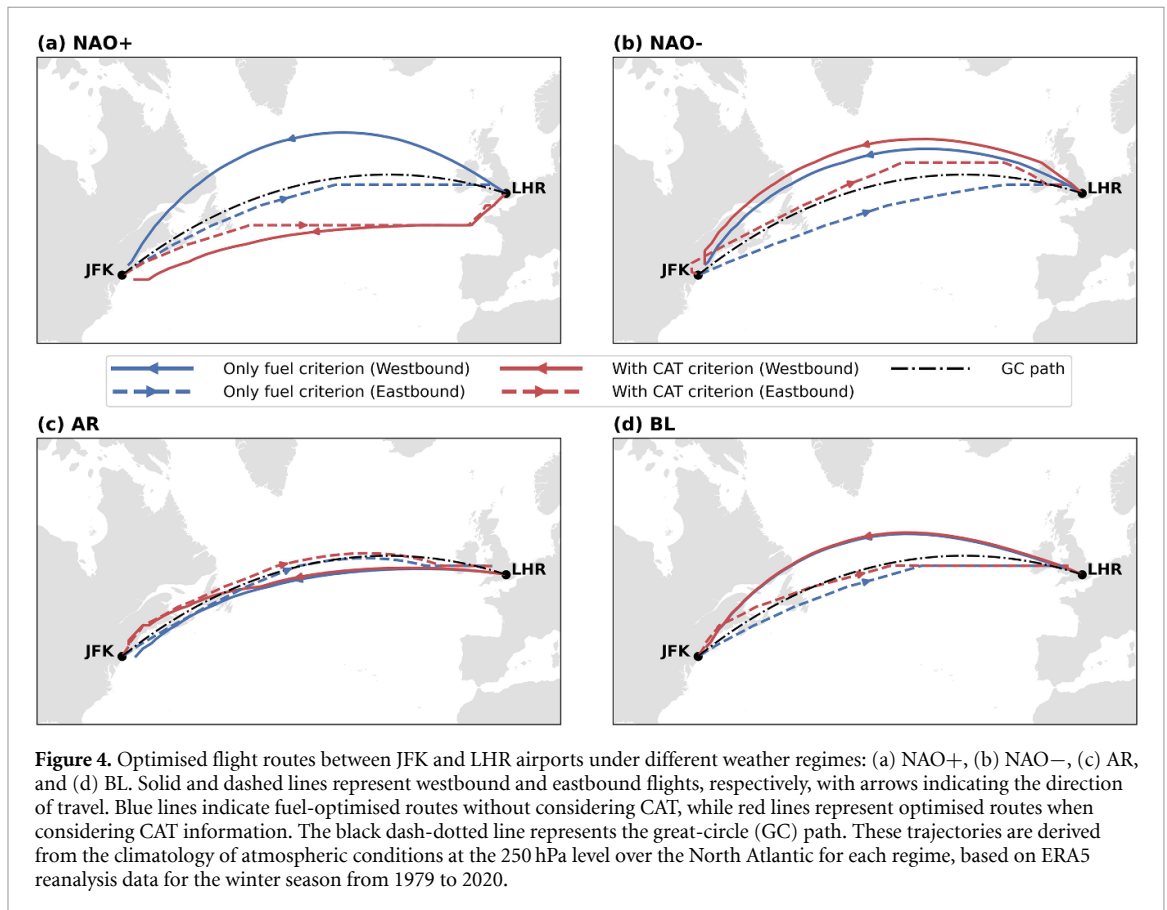 (a) NAO+
(b) NAO-
LHR
JFK
LHR
JFK
Only fuel criterion (Westbound)
With CAT criterion (Westbound)
GC path
Only fuel criterion (Eastbound)
With CAT criterion (Eastbound)
(c) AR
(d) BL
LHR
JFK
LHR
JFK
Figure 4. Optimised flight routes between JFK and LHR airports under different weather regimes: (a) NAO+, (b) NAO−, (c) AR,
and (d) BL. Solid and dashed lines represent westbound and eastbound flights, respectively, with arrows indicating the direction
of travel. Blue lines indicate fuel-optimised routes without considering CAT, while red lines represent optimised routes when
considering CAT information. The black dash-dotted line represents the great-circle (GC) path. These trajectories are derived
from the climatology of atmospheric conditions at the 250 hPa level over the North Atlantic for each regime, based on ERA5
reanalysis data for the winter season from 1979 to 2020.